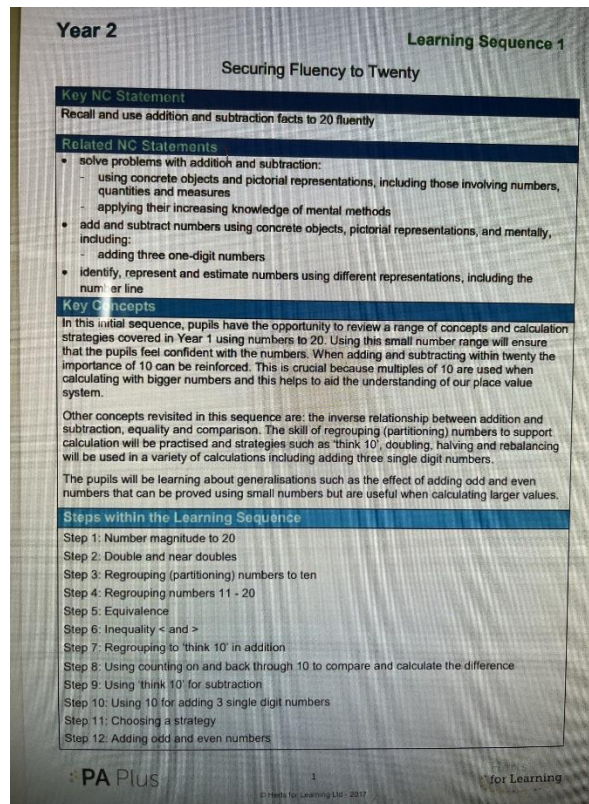 Year 2
Learning Sequence 1
Securing Fluency to Twenty
Key NC Statement
Recall and use addition and subtraction facts to 20 fluently
Related NC Statements
• solve problems with addition and subtraction:
- using concrete objects and pictorial representations, including those involving numbers,
quantities and measures
- applying their increasing knowledge of mental methods
• add and subtract numbers using concrete objects, pictorial representations, and mentally,
including:
- adding three one-digit numbers
• identify, represent and estimate numbers using different representations, including the
number line
Key Concepts
In this initial sequence, pupils have the opportunity to review a range of concepts and calculation
strategies covered in Year 1 using numbers to 20. Using this small number range will ensure
that the pupils feel confident with the numbers. When adding and subtracting within twenty the
importance of 10 can be reinforced. This is crucial because multiples of 10 are used when
calculating with bigger numbers and this helps to aid the understanding of our place value
system.
Other concepts revisited in this sequence are: the inverse relationship between addition and
subtraction, equality and comparison. The skill of regrouping (partitioning) numbers to support
calculation will be practised and strategies such as 'think 10', doubling, halving and rebalancing
will be used in a variety of calculations including adding three single digit numbers.
The pupils will be learning about generalisations such as the effect of adding odd and even
numbers that can be proved using small numbers but are useful when calculating larger values.
Steps within the Learning Sequence
Step 1: Number magnitude to 20
Step 2: Double and near doubles
Step 3: Regrouping (partitioning) numbers to ten
Step 4: Regrouping numbers 11 - 20
Step 5: Equivalence
Step 6: Inequality < and >
Step 7: Regrouping to 'think 10' in addition
Step 8: Using counting on and back through 10 to compare and calculate the difference
Step 9: Using 'think 10' for subtraction
Step 10: Using 10 for adding 3 single digit numbers
Step 11: Choosing a strategy
Step 12: Adding odd and even numbers
PA Plus
1
for Learning
© Herts for Learning Ltd - 2017